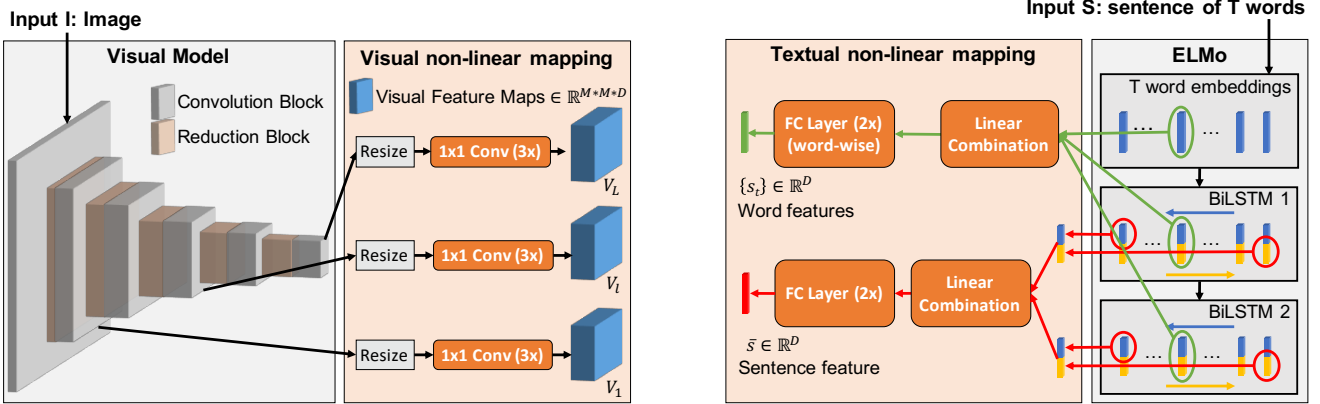 Input I: Image
Visual Model
Convolution Block
Reduction Block
Visual non-linear mapping
Visual Feature Maps ∈ ℝ^{M*M*D}
Resize
1x1 Conv (3x)
V_L
Resize
1x1 Conv (3x)
V_l
Resize
1x1 Conv (3x)
V_1
Input S: sentence of T words
Textual non-linear mapping
FC Layer (2x)
(word-wise)
Linear
Combination
{s_t} ∈ ℝ^D
Word features
FC Layer (2x)
Linear
Combination
s̄ ∈ ℝ^D
Sentence feature
ELMo
T word embeddings
...
...
BiLSTM 1
...
...
BiLSTM 2
...
...